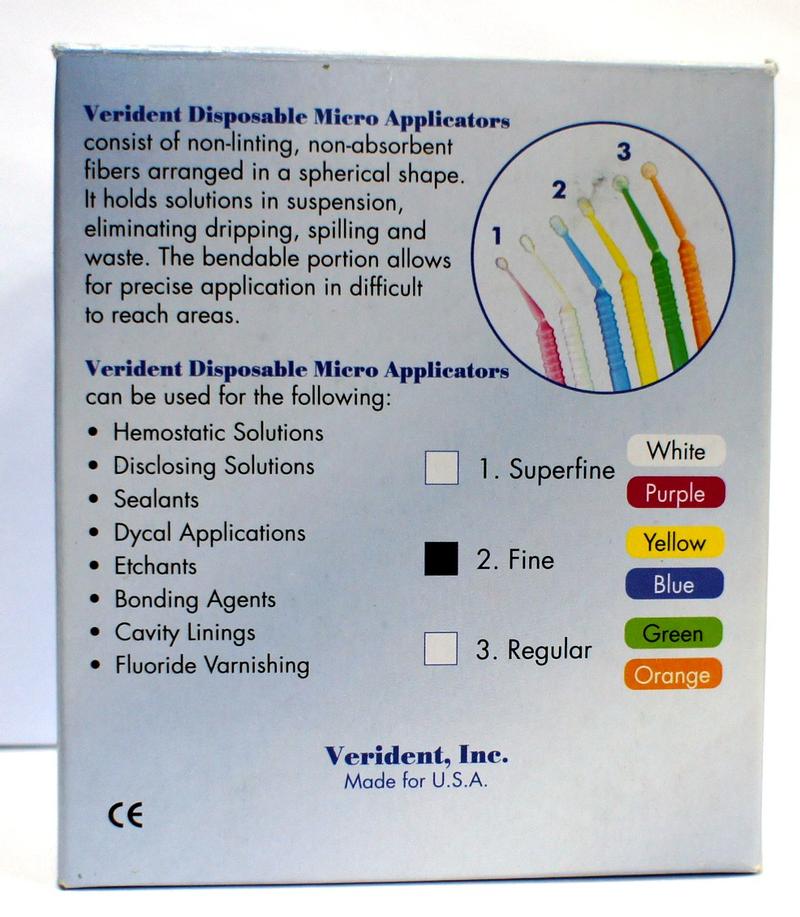 Verident Disposable Micro Applicators
consist of non-linting, non-absorbent
fibers arranged in a spherical shape.
It holds solutions in suspension,
eliminating dripping, spilling and
waste. The bendable portion allows
for precise application in difficult
to reach areas.
1
2
3
Verident Disposable Micro Applicators
can be used for the following:
• Hemostatic Solutions
• Disclosing Solutions
• Sealants
• Dycal Applications
• Etchants
• Bonding Agents
• Cavity Linings
• Fluoride Varnishing
1. Superfine
White
Purple
2. Fine
Yellow
Blue
3. Regular
Green
Orange
Verident, Inc.
Made for U.S.A.
CE